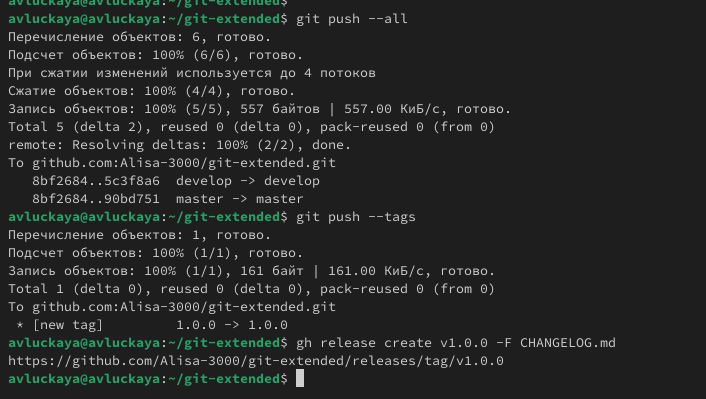 avluckaya@avluckaya:~/git-extended$
avluckaya@avluckaya:~/git-extended$ git push --all
Перечисление объектов: 6, готово.
Подсчет объектов: 100% (6/6), готово.
При сжатии изменений используется до 4 потоков
Сжатие объектов: 100% (4/4), готово.
Запись объектов: 100% (5/5), 557 байтов | 557.00 КиБ/с, готово.
Total 5 (delta 2), reused 0 (delta 0), pack-reused 0 (from 0)
remote: Resolving deltas: 100% (2/2), done.
To github.com:Alisa-3000/git-extended.git
   8bf2684..5c3f8a6  develop -> develop
   8bf2684..90bd751  master -> master
avluckaya@avluckaya:~/git-extended$ git push --tags
Перечисление объектов: 1, готово.
Подсчет объектов: 100% (1/1), готово.
Запись объектов: 100% (1/1), 161 байт | 161.00 КиБ/с, готово.
Total 1 (delta 0), reused 0 (delta 0), pack-reused 0 (from 0)
To github.com:Alisa-3000/git-extended.git
 * [new tag]         1.0.0 -> 1.0.0
avluckaya@avluckaya:~/git-extended$ gh release create v1.0.0 -F CHANGELOG.md
https://github.com/Alisa-3000/git-extended/releases/tag/v1.0.0
avluckaya@avluckaya:~/git-extended$